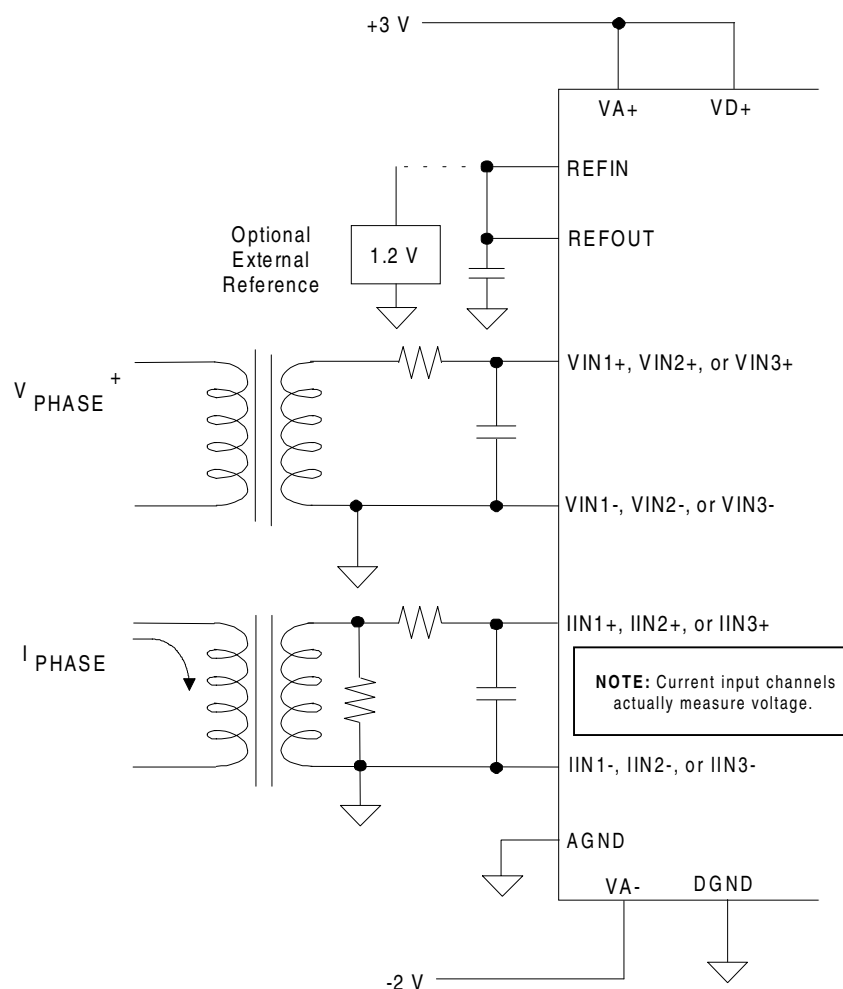 +3 V
VA+
VD+
REFIN
REFOUT
Optional
External
Reference
1.2 V
VIN1+, VIN2+, or VIN3+
V PHASE +
VIN1-, VIN2-, or VIN3-
IIN1+, IIN2+, or IIN3+
I PHASE
NOTE: Current input channels
actually measure voltage.
IIN1-, IIN2-, or IIN3-
AGND
VA-
DGND
-2 V